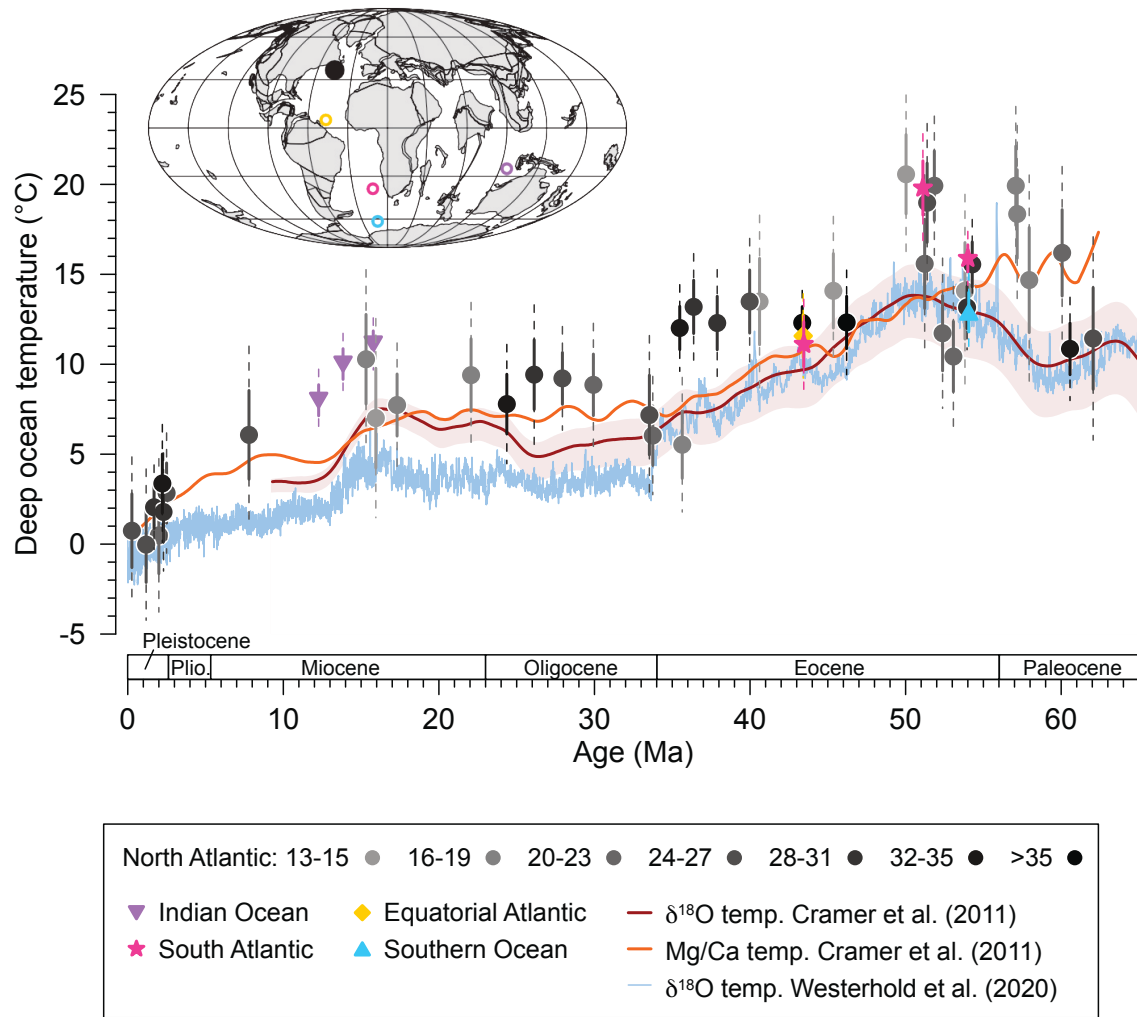 25
20
15
10
5
0
-5
Deep ocean temperature (°C)
Pleistocene
Plio.
Miocene
Oligocene
Eocene
Paleocene
0
10
20
30
40
50
60
Age (Ma)
North Atlantic: 13-15 16-19 20-23 24-27 28-31 32-35 >35
Indian Ocean
Equatorial Atlantic
δ¹⁸O temp. Cramer et al. (2011)
South Atlantic
Southern Ocean
Mg/Ca temp. Cramer et al. (2011)
δ¹⁸O temp. Westerhold et al. (2020)